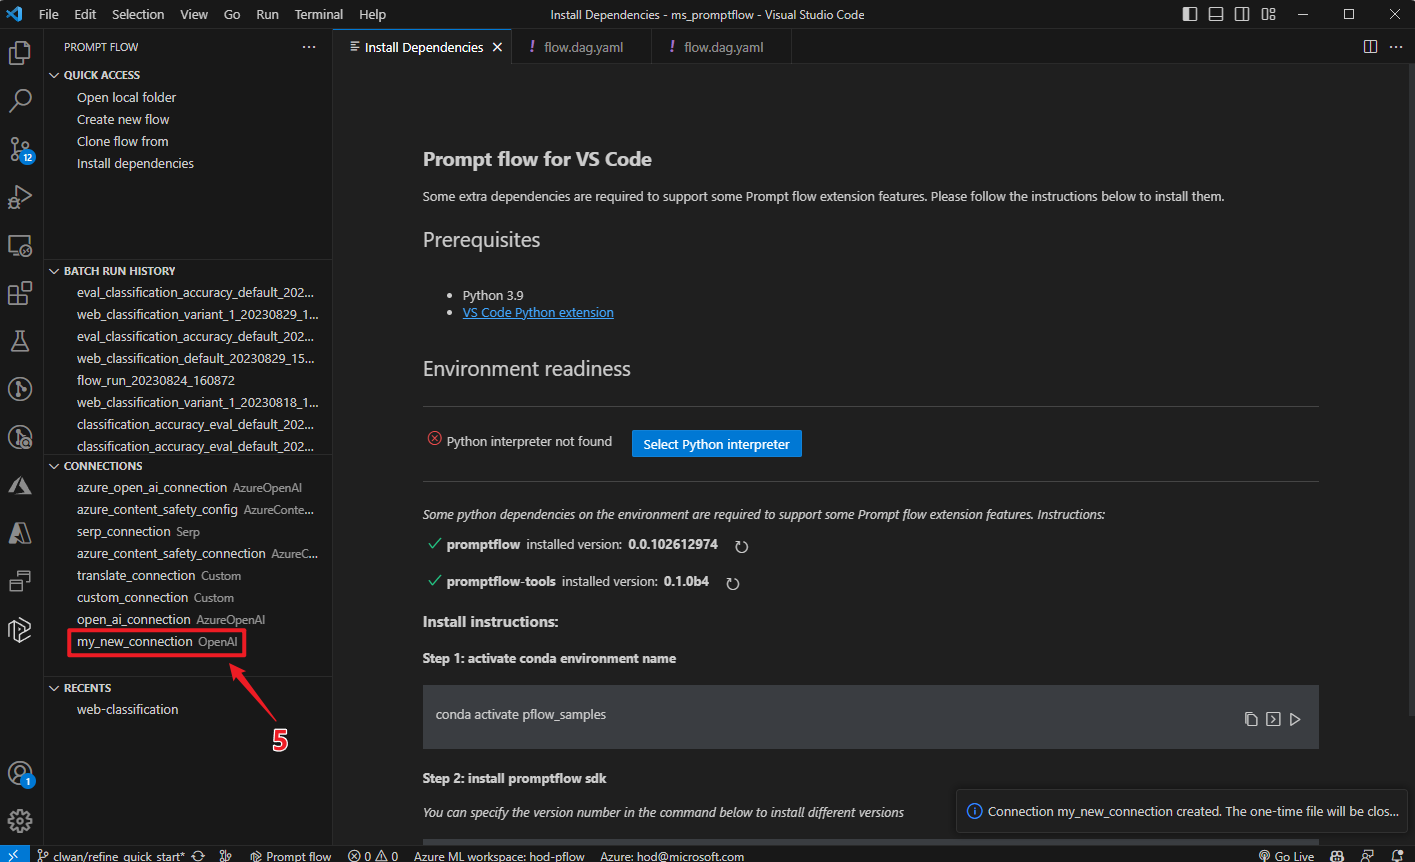 File Edit Selection View Go Run Terminal Help
Install Dependencies - ms_promptflow - Visual Studio Code
PROMPT FLOW
Install Dependencies
! flow.dag.yaml
! flow.dag.yaml
QUICK ACCESS
Open local folder
Create new flow
Clone flow from
Install dependencies
12
BATCH RUN HISTORY
eval_classification_accuracy_default_202...
web_classification_variant_1_20230829_1...
eval_classification_accuracy_default_202...
web_classification_default_20230829_15...
flow_run_20230824_160872
web_classification_variant_1_20230818_1...
classification_accuracy_eval_default_202...
classification_accuracy_eval_default_202...
CONNECTIONS
azure_open_ai_connection AzureOpenAI
azure_content_safety_config AzureConte...
serp_connection Serp
azure_content_safety_connection AzureC...
translate_connection Custom
custom_connection Custom
open_ai_connection AzureOpenAI
my_new_connection OpenAI
5
RECENTS
web-classification
1
Prompt flow for VS Code
Some extra dependencies are required to support some Prompt flow extension features. Please follow the instructions below to install them.
Prerequisites
• Python 3.9
• VS Code Python extension
Environment readiness
Python interpreter not found
Select Python interpreter
Some python dependencies on the environment are required to support some Prompt flow extension features. Instructions:
promptflow installed version: 0.0.102612974
promptflow-tools installed version: 0.1.0b4
Install instructions:
Step 1: activate conda environment name
conda activate pflow_samples
Step 2: install promptflow sdk
You can specify the version number in the command below to install different versions
Connection my_new_connection created. The one-time file will be clos...
clwan/refine_quick_start* Prompt flow 0 0 Azure ML workspace: hod-pflow Azure: hod@microsoft.com Go Live